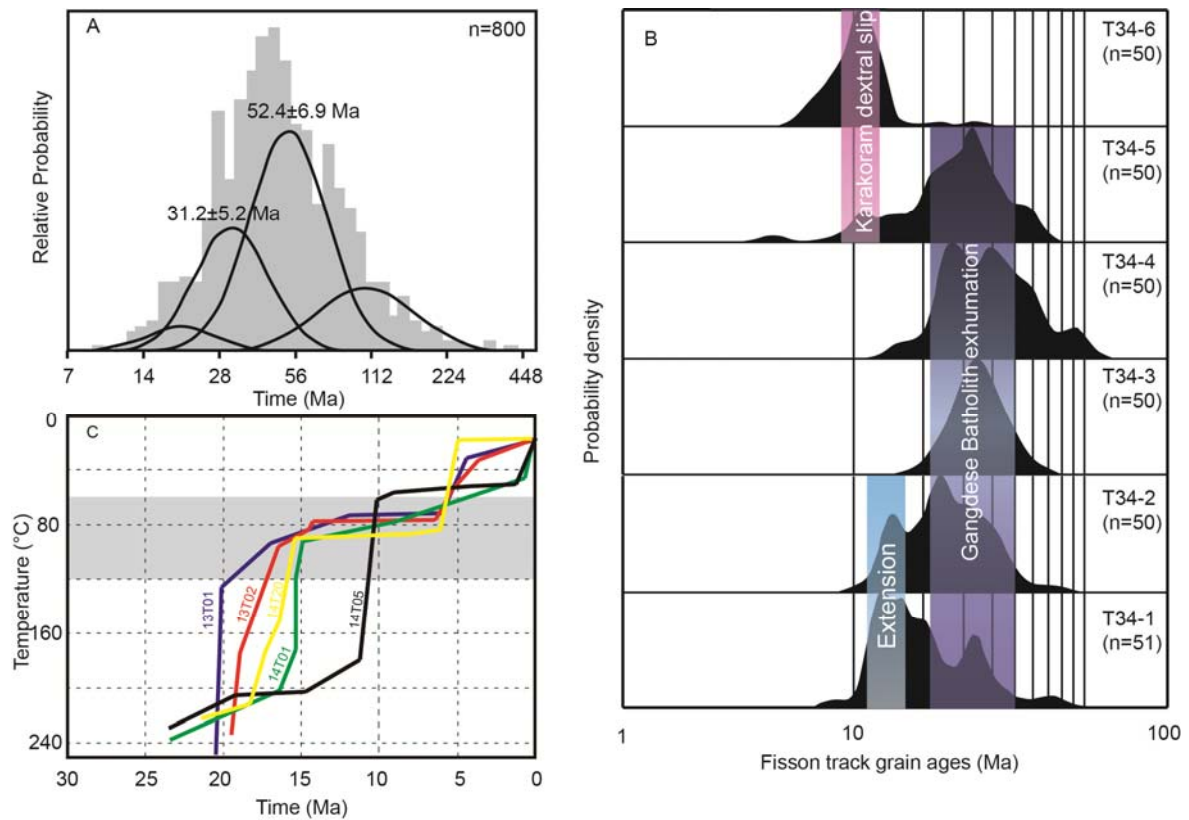 A
n=800
52.4±6.9 Ma
31.2±5.2 Ma
Relative Probability
7 14 28 56 112 224 448
Time (Ma)
B
T34-6
(n=50)
T34-5
(n=50)
T34-4
(n=50)
T34-3
(n=50)
T34-2
(n=50)
T34-1
(n=51)
Karakoram dextral slip
Gangdese Batholith exhumation
Extension
Probability density
1 10 100
Fisson track grain ages (Ma)
C
0
80
160
240
Temperature (°C)
13T01
13T02
14T20
14T01
14T05
30 25 20 15 10 5 0
Time (Ma)